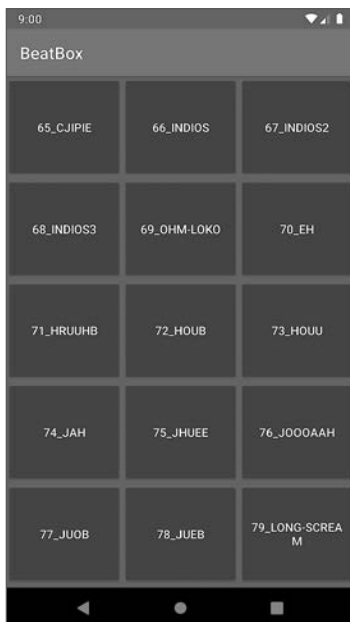 9:00
BeatBox
65_CJIPIE
66_INDIOS
67_INDIOS2
68_INDIOS3
69_OHM-LOKO
70_EH
71_HRUUHB
72_HOUB
73_HOUU
74_JAH
75_JHUEE
76_JOOOAAH
77_JUOB
78_JUEB
79_LONG-SCREA
M